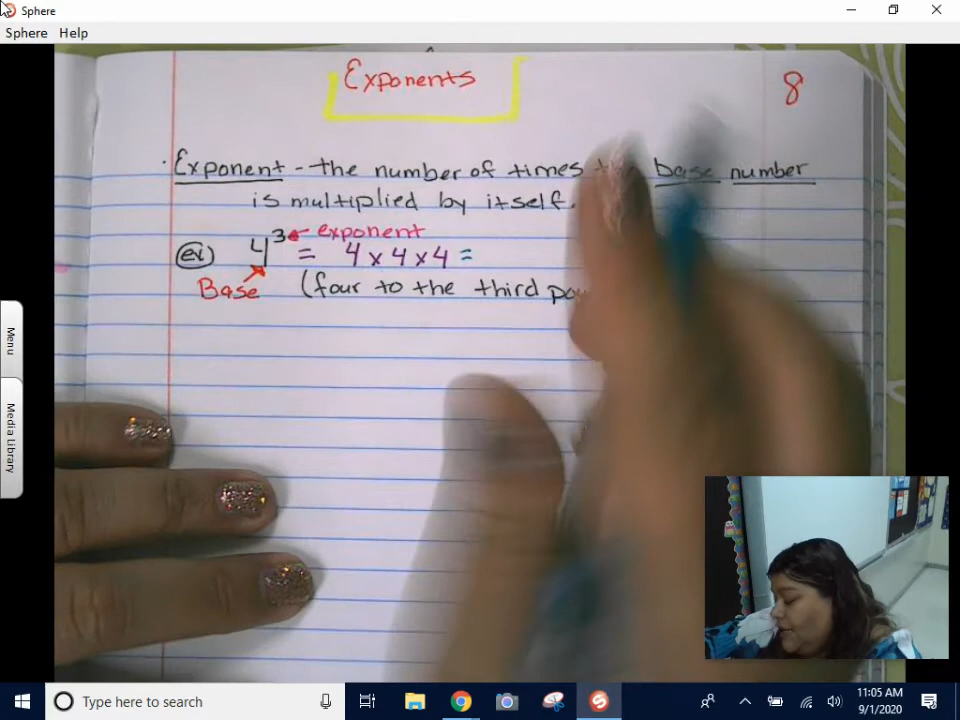 Sphere
Sphere Help
Exponents
8
Exponent - the number of times base number
is multiplied by itself.
3 ← exponent
ex) 4 = 4 × 4 × 4 =
Base (four to the third
Menu
Media Library
Type here to search
11:05 AM
9/1/2020